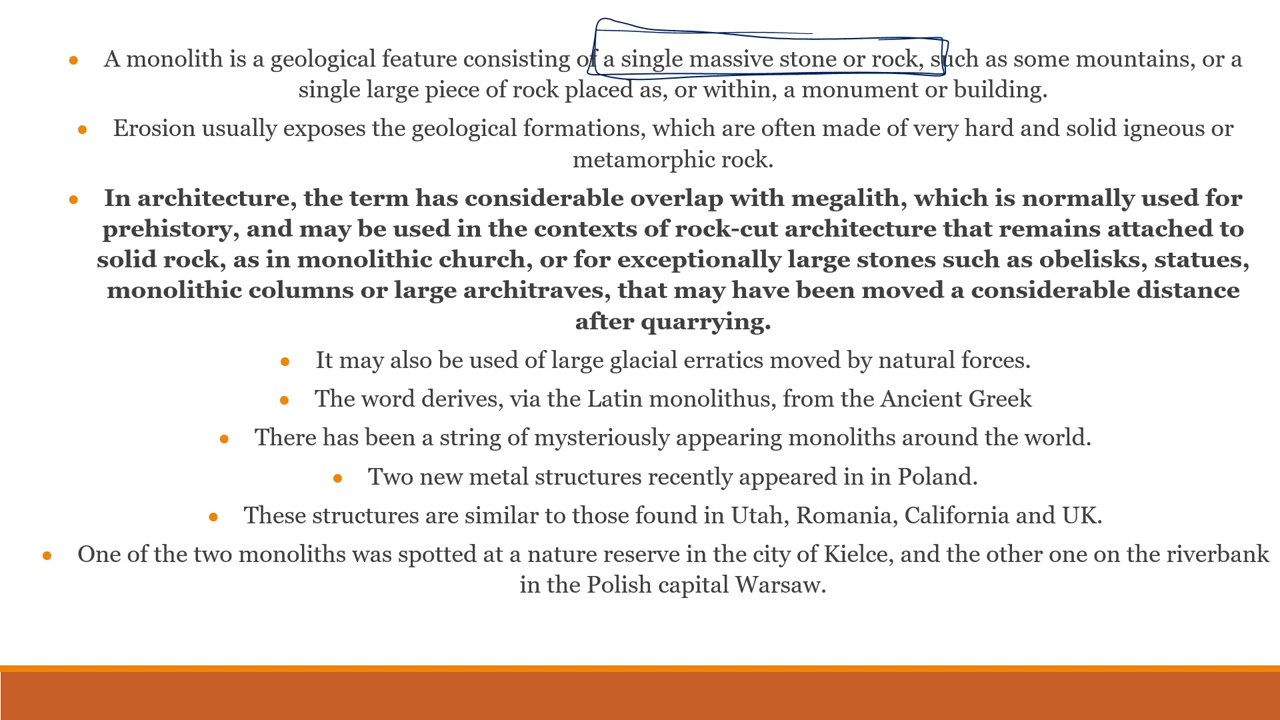 • A monolith is a geological feature consisting of a single massive stone or rock, such as some mountains, or a
single large piece of rock placed as, or within, a monument or building.
• Erosion usually exposes the geological formations, which are often made of very hard and solid igneous or
metamorphic rock.
• In architecture, the term has considerable overlap with megalith, which is normally used for
prehistory, and may be used in the contexts of rock-cut architecture that remains attached to
solid rock, as in monolithic church, or for exceptionally large stones such as obelisks, statues,
monolithic columns or large architraves, that may have been moved a considerable distance
after quarrying.
• It may also be used of large glacial erratics moved by natural forces.
• The word derives, via the Latin monolithus, from the Ancient Greek
• There has been a string of mysteriously appearing monoliths around the world.
• Two new metal structures recently appeared in in Poland.
• These structures are similar to those found in Utah, Romania, California and UK.
• One of the two monoliths was spotted at a nature reserve in the city of Kielce, and the other one on the riverbank
in the Polish capital Warsaw.